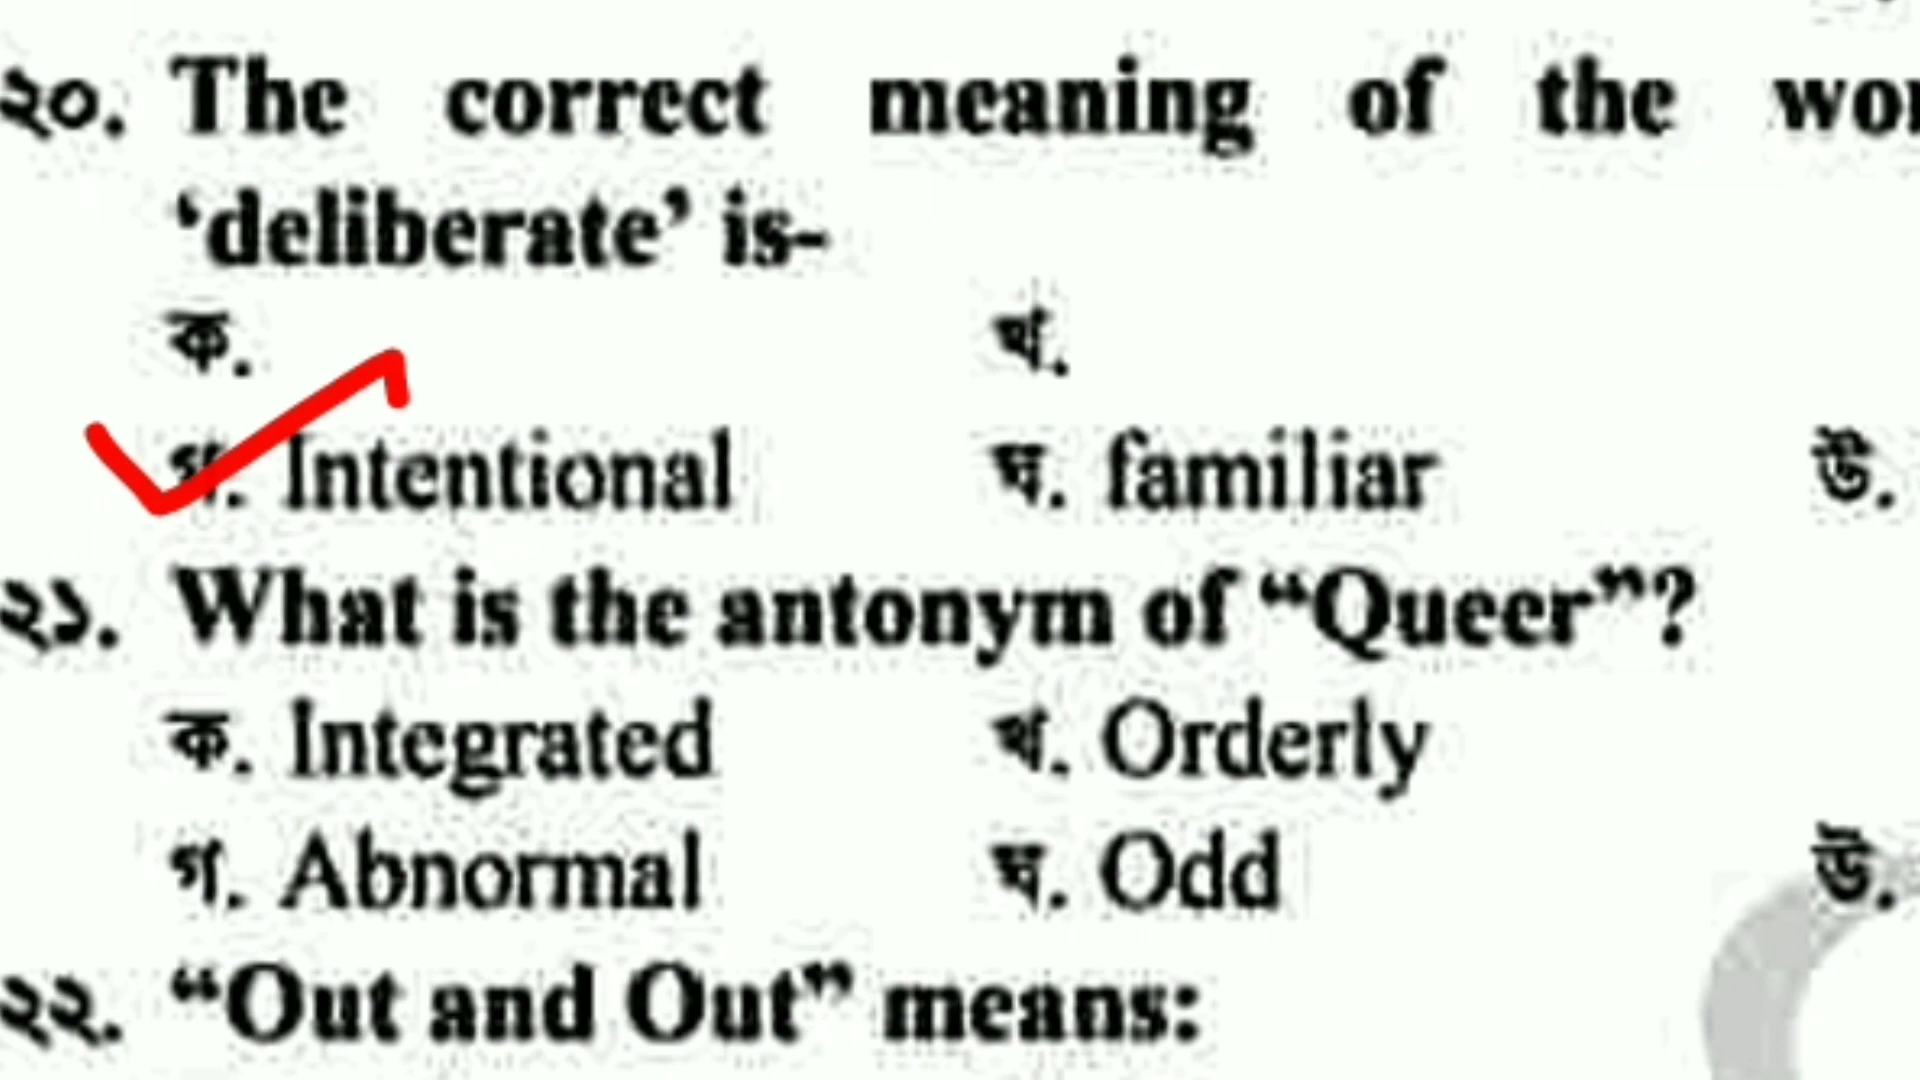 ২০. The correct meaning of the
'deliberate' is-
ক. খ.
গ. Intentional ঘ. familiar উ.
২১. What is the antonym of “Queer”?
ক. Integrated খ. Orderly
গ. Abnormal ঘ. Odd উ.
২২. “Out and Out” means: